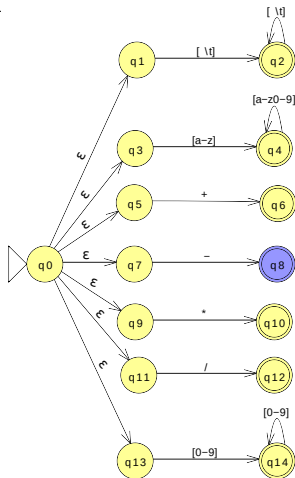 [ \t]
q1 [ \t] q2
[a-z0-9]
ε
q3 [a-z] q4
ε
q5 + q6
ε
q0 ε q7 - q8
ε
q9 * q10
ε
q11 / q12
ε
[0-9]
q13 [0-9] q14